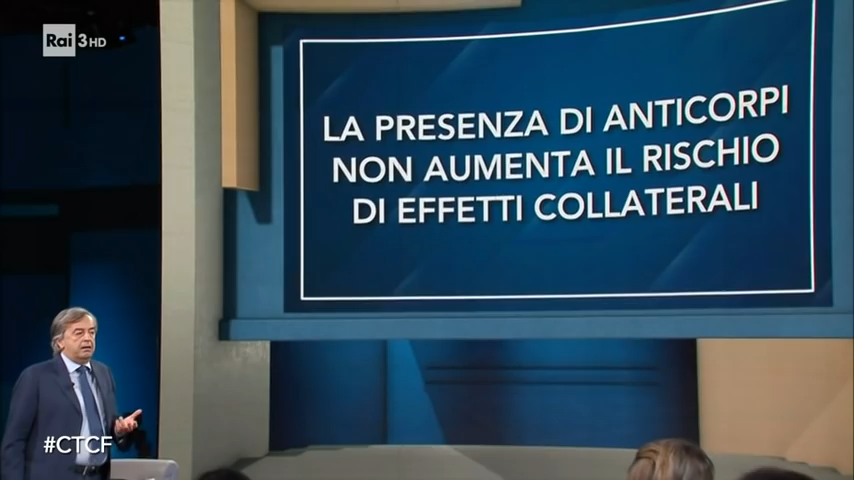 Rai 3 HD
LA PRESENZA DI ANTICORPI
NON AUMENTA IL RISCHIO
DI EFFETTI COLLATERALI
#CTCF